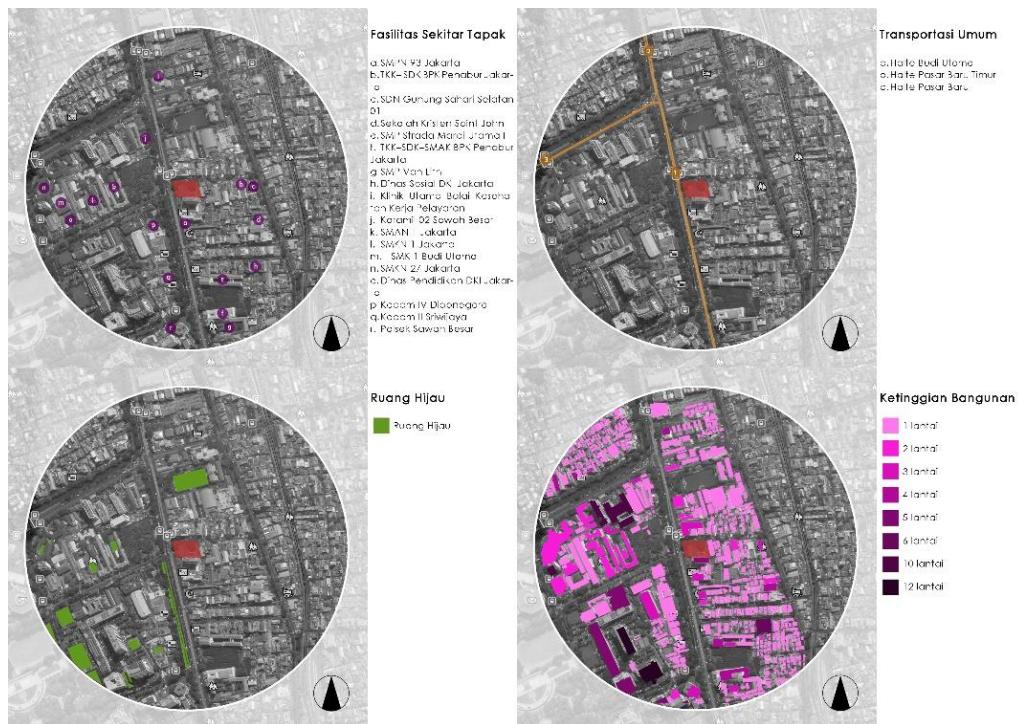 Fasilitas Sekitar Tapak
a. SMPN 93 Jakarta
b. TKK–SDK BPK Penabur Jakar-
ta
c. SDN Gunung Sahari Selatan
01
d. Sekolah Kristen Saint John
e. SMP Strada Mardi Utama I
f. TKK–SDK–SMAK BPK Penabur
Jakarta
g. SMP Van Lith
h. Dinas Sosial DKI Jakarta
i. Klinik Utama Balai Keseha-
tan Kerja Pelayaran
j. Koramil 02 Sawah Besar
k. SMAN 1 Jakarta
l. SMKN 1 Jakarta
m. SMK 1 Budi Utomo
n. SMKN 27 Jakarta
o. Dinas Pendidikan DKI Jakar-
ta
p. Kodam IV Diponegoro
q. Kodam II Sriwijaya
r. Polsek Sawah Besar
Transportasi Umum
a. Halte Budi Utomo
b. Halte Pasar Baru Timur
c. Halte Pasar Baru
Ruang Hijau
Ruang Hijau
Ketinggian Bangunan
1 lantai
2 lantai
3 lantai
4 lantai
5 lantai
6 lantai
10 lantai
12 lantai